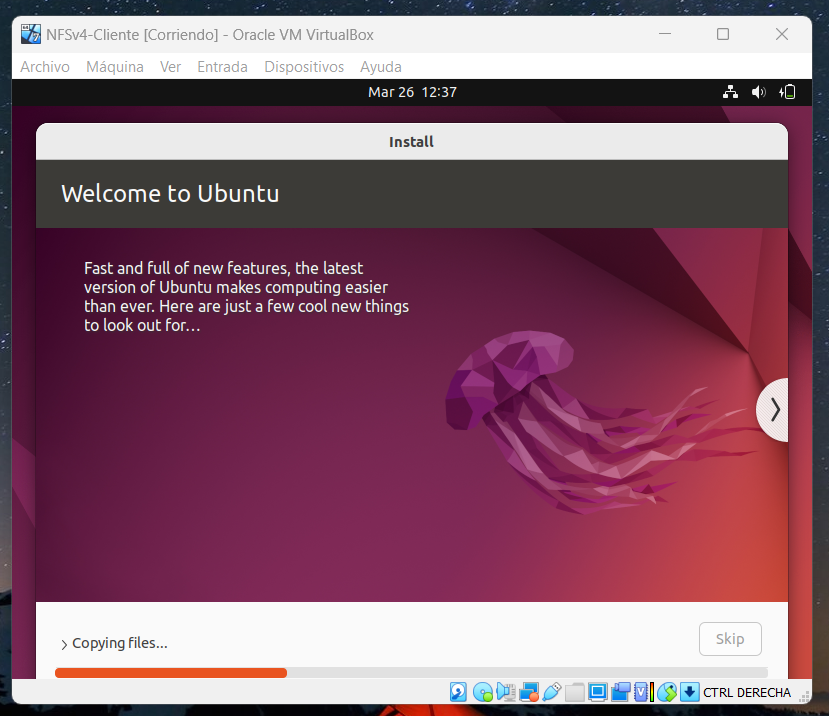 NFSv4-Cliente [Corriendo] - Oracle VM VirtualBox
Archivo Máquina Ver Entrada Dispositivos Ayuda
Mar 26 12:37
Install
Welcome to Ubuntu
Fast and full of new features, the latest
version of Ubuntu makes computing easier
than ever. Here are just a few cool new things
to look out for…
Copying files...
Skip
CTRL DERECHA